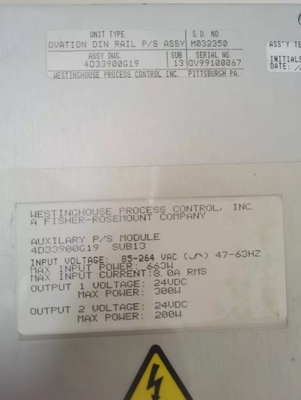 UNIT TYPE S.O. NO
OVATION DIN RAIL P/S ASSY M032350
ASS'Y TE
ASSY DWG SUB SERIAL NO
4D33900G19 13 OV99100067
INITIALS
DATE:
WESTINGHOUSE PROCESS CONTROL INC. PITTSBURGH PA.
WESTINGHOUSE PROCESS CONTROL, INC.
A FISHER-ROSEMOUNT COMPANY
AUXILARY P/S MODULE
4D33900G19 SUB13
INPUT VOLTAGE: 85-264 VAC (∿) 47-63HZ
MAX INPUT POWER: 663W
MAX INPUT CURRENT:8.0A RMS
OUTPUT 1 VOLTAGE: 24VDC
MAX POWER: 300W
OUTPUT 2 VOLTAGE: 24VDC
MAX POWER: 200W